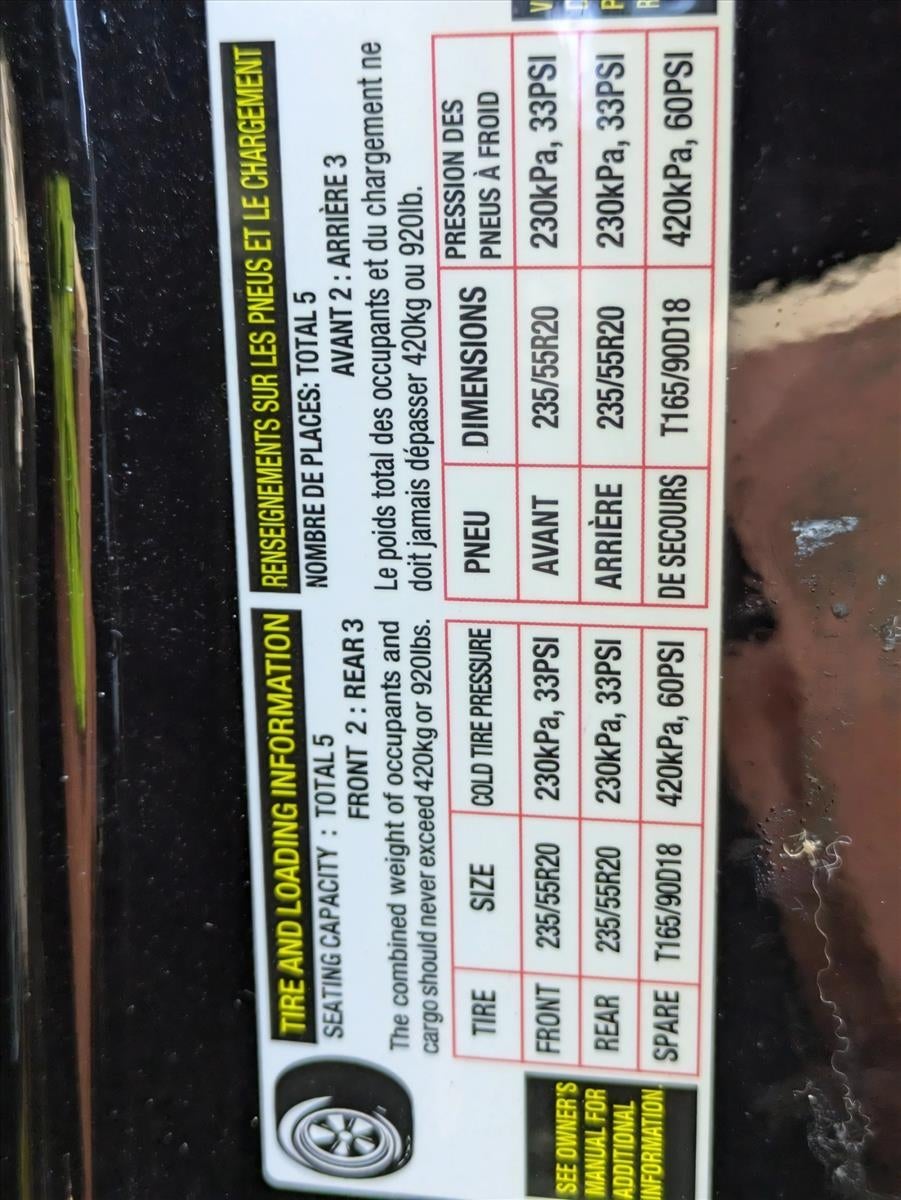 TIRE AND LOADING INFORMATION
SEATING CAPACITY : TOTAL 5
FRONT 2 : REAR 3
The combined weight of occupants and
cargo should never exceed 420kg or 920lbs.
TIRE SIZE COLD TIRE PRESSURE
FRONT 235/55R20 230kPa, 33PSI
REAR 235/55R20 230kPa, 33PSI
SPARE T165/90D18 420kPa, 60PSI
SEE OWNER'S
MANUAL FOR
ADDITIONAL
INFORMATION.
RENSEIGNEMENTS SUR LES PNEUS ET LE CHARGEMENT
NOMBRE DE PLACES: TOTAL 5
AVANT 2 : ARRIÈRE 3
Le poids total des occupants et du chargement ne
doit jamais dépasser 420kg ou 920lb.
PNEU DIMENSIONS PRESSION DES
PNEUS À FROID
AVANT 235/55R20 230kPa, 33PSI
ARRIÈRE 235/55R20 230kPa, 33PSI
DE SECOURS T165/90D18 420kPa, 60PSI